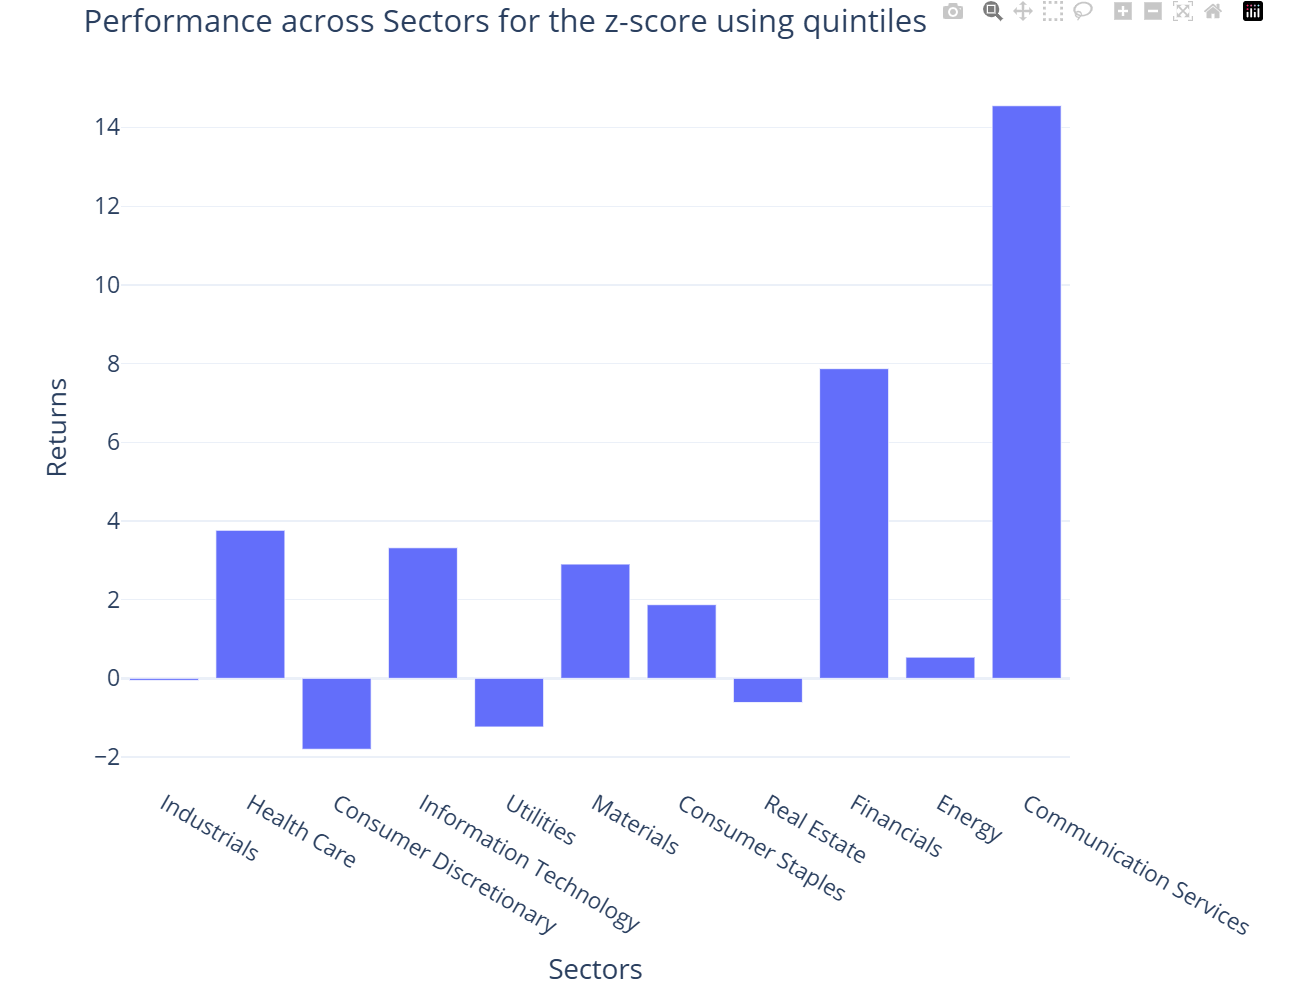 Performance across Sectors for the z-score using quintiles
14
12
10
8
6
4
2
0
−2
Returns
Industrials
Health Care
Consumer Discretionary
Information Technology
Utilities
Materials
Consumer Staples
Real Estate
Financials
Energy
Communication Services
Sectors